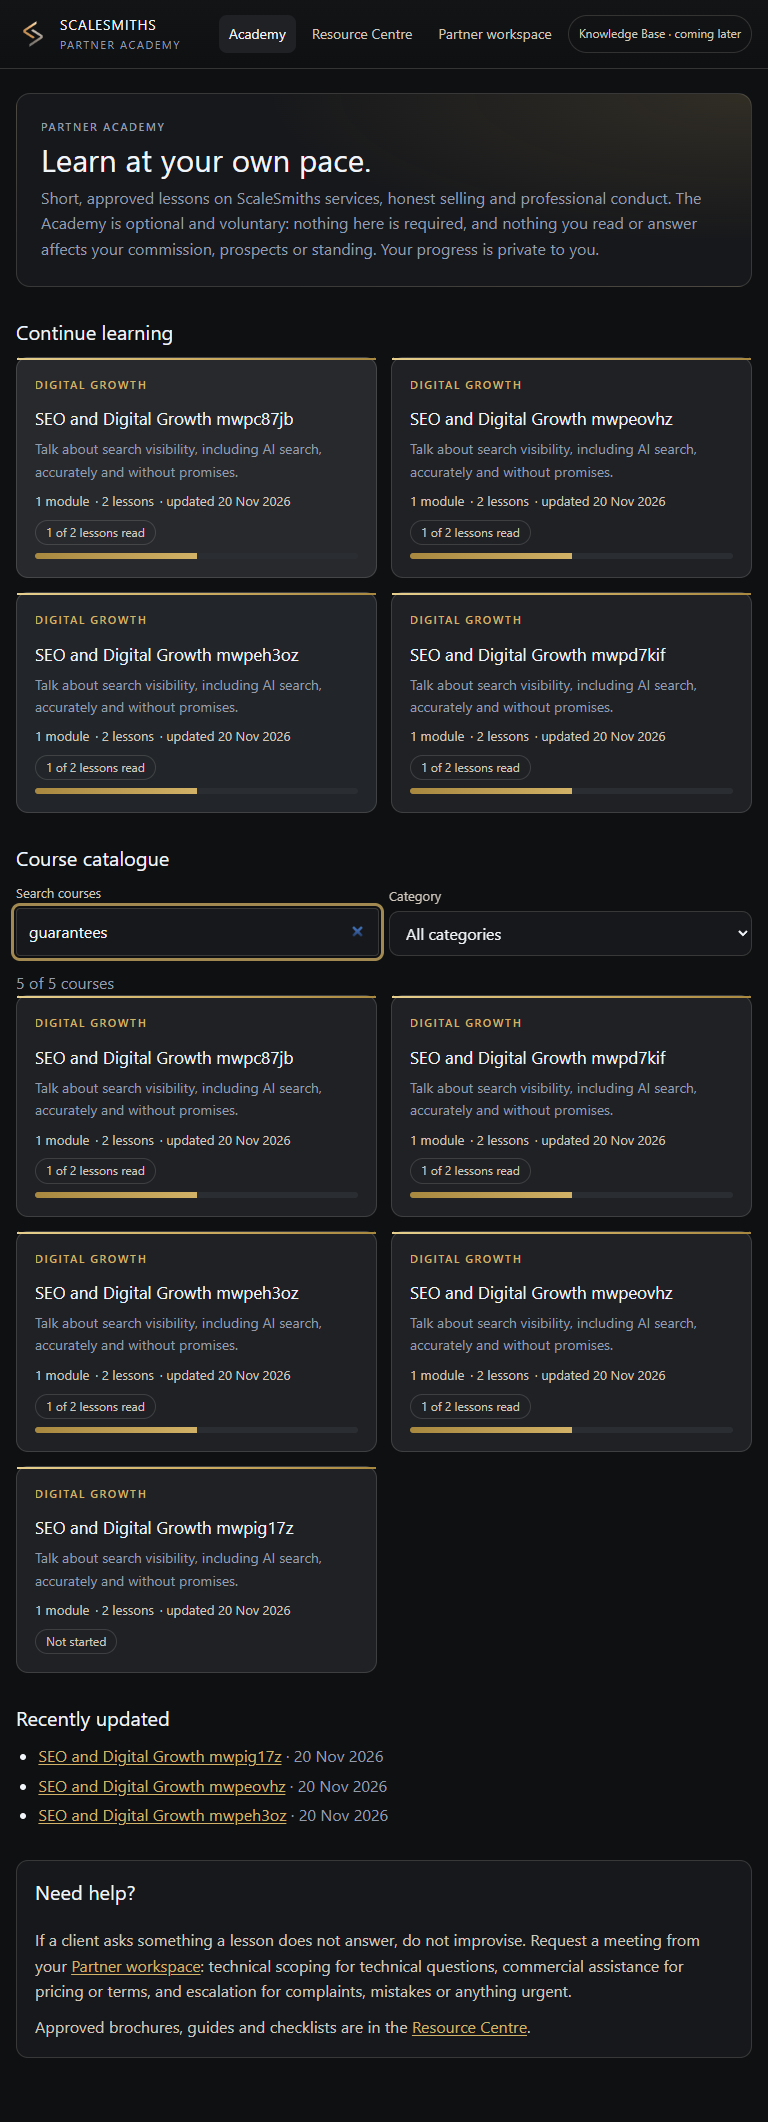 SCALESMITHS
PARTNER ACADEMY
Academy
Resource Centre
Partner workspace
Knowledge Base · coming later
PARTNER ACADEMY
Learn at your own pace.
Short, approved lessons on ScaleSmiths services, honest selling and professional conduct. The
Academy is optional and voluntary: nothing here is required, and nothing you read or answer
affects your commission, prospects or standing. Your progress is private to you.
Continue learning
DIGITAL GROWTH
SEO and Digital Growth mwpc87jb
Talk about search visibility, including AI search,
accurately and without promises.
1 module · 2 lessons · updated 20 Nov 2026
1 of 2 lessons read
DIGITAL GROWTH
SEO and Digital Growth mwpeovhz
Talk about search visibility, including AI search,
accurately and without promises.
1 module · 2 lessons · updated 20 Nov 2026
1 of 2 lessons read
DIGITAL GROWTH
SEO and Digital Growth mwpeh3oz
Talk about search visibility, including AI search,
accurately and without promises.
1 module · 2 lessons · updated 20 Nov 2026
1 of 2 lessons read
DIGITAL GROWTH
SEO and Digital Growth mwpd7kif
Talk about search visibility, including AI search,
accurately and without promises.
1 module · 2 lessons · updated 20 Nov 2026
1 of 2 lessons read
Course catalogue
Search courses
guarantees
Category
All categories
5 of 5 courses
DIGITAL GROWTH
SEO and Digital Growth mwpc87jb
Talk about search visibility, including AI search,
accurately and without promises.
1 module · 2 lessons · updated 20 Nov 2026
1 of 2 lessons read
DIGITAL GROWTH
SEO and Digital Growth mwpd7kif
Talk about search visibility, including AI search,
accurately and without promises.
1 module · 2 lessons · updated 20 Nov 2026
1 of 2 lessons read
DIGITAL GROWTH
SEO and Digital Growth mwpeh3oz
Talk about search visibility, including AI search,
accurately and without promises.
1 module · 2 lessons · updated 20 Nov 2026
1 of 2 lessons read
DIGITAL GROWTH
SEO and Digital Growth mwpeovhz
Talk about search visibility, including AI search,
accurately and without promises.
1 module · 2 lessons · updated 20 Nov 2026
1 of 2 lessons read
DIGITAL GROWTH
SEO and Digital Growth mwpig17z
Talk about search visibility, including AI search,
accurately and without promises.
1 module · 2 lessons · updated 20 Nov 2026
Not started
Recently updated
SEO and Digital Growth mwpig17z · 20 Nov 2026
SEO and Digital Growth mwpeovhz · 20 Nov 2026
SEO and Digital Growth mwpeh3oz · 20 Nov 2026
Need help?
If a client asks something a lesson does not answer, do not improvise. Request a meeting from
your Partner workspace: technical scoping for technical questions, commercial assistance for
pricing or terms, and escalation for complaints, mistakes or anything urgent.
Approved brochures, guides and checklists are in the Resource Centre.